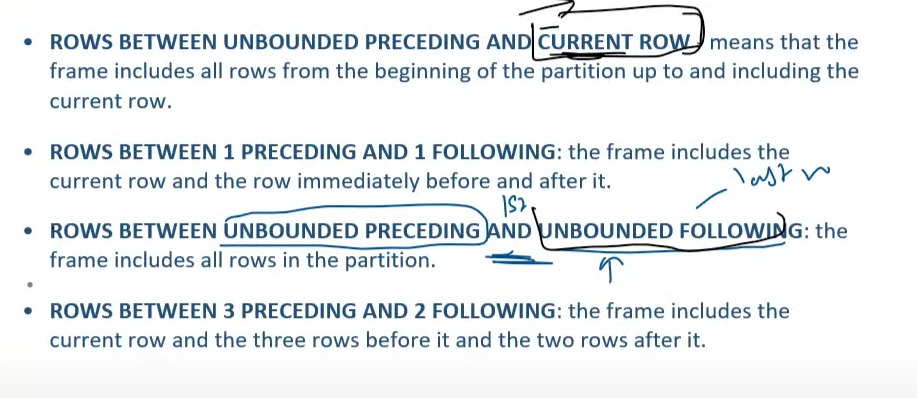 • ROWS BETWEEN UNBOUNDED PRECEDING AND CURRENT ROW means that the
frame includes all rows from the beginning of the partition up to and including the
current row.
• ROWS BETWEEN 1 PRECEDING AND 1 FOLLOWING: the frame includes the
current row and the row immediately before and after it.
last
1st
• ROWS BETWEEN UNBOUNDED PRECEDING AND UNBOUNDED FOLLOWING: the
frame includes all rows in the partition.
•
• ROWS BETWEEN 3 PRECEDING AND 2 FOLLOWING: the frame includes the
current row and the three rows before it and the two rows after it.